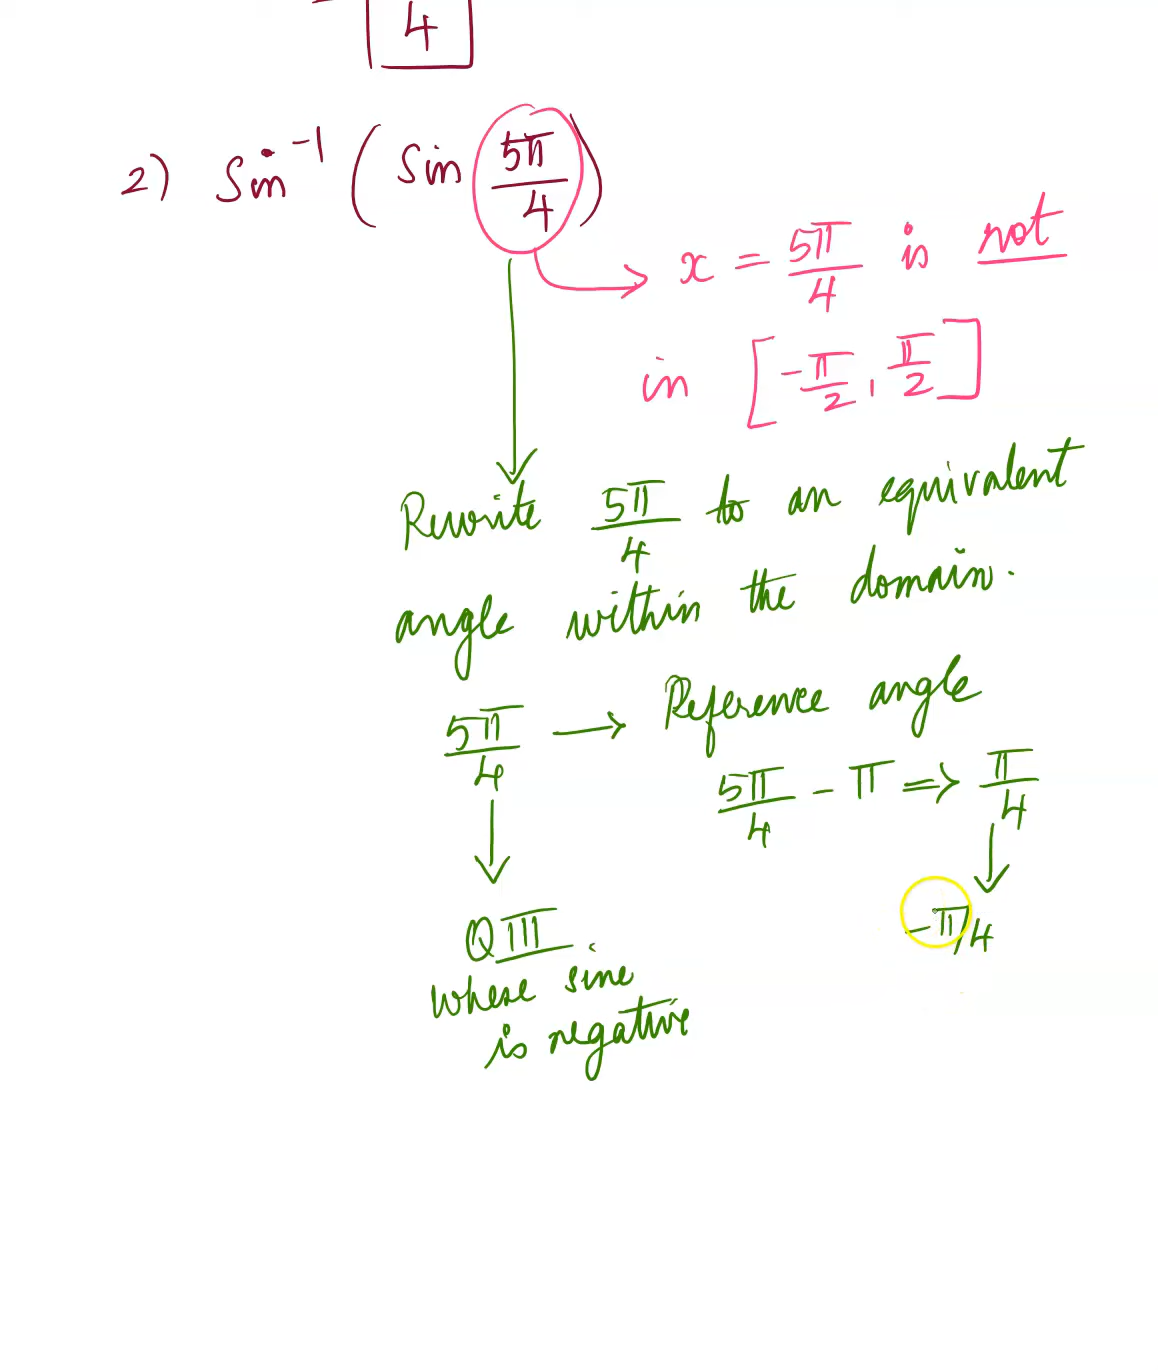 4
2) Sin⁻¹ ( Sin 5π/4 )
x = 5π/4 is not
in [-π/2, π/2]
Rewrite 5π/4 to an equivalent
angle within the domain.
5π/4 → Reference angle
5π/4 - π ⇒ π/4
-π/4
QIII
where sine
is negative